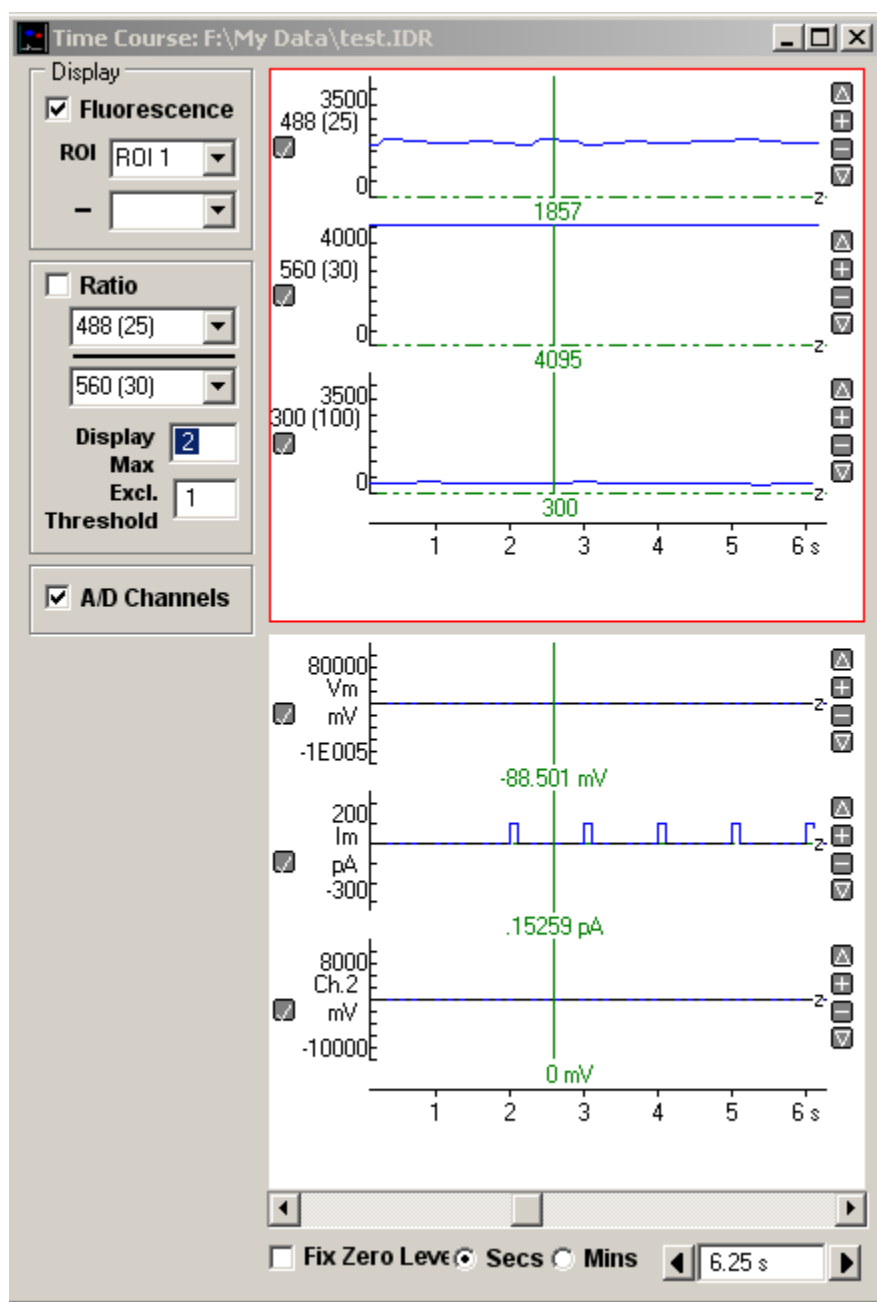 Time Course: F:\My Data\test.IDR
Display
Fluorescence
ROI ROI 1
–
Ratio
488 (25)
560 (30)
Display Max 2
Excl. Threshold 1
A/D Channels
3500
488 (25)
0
z
1857
4000
560 (30)
0
z
4095
3500
300 (100)
0
z
300
1 2 3 4 5 6 s
80000
Vm
mV
z
-1E005
-88.501 mV
200
Im
z
pA
-300
.15259 pA
8000
Ch.2
z
mV
-10000
0 mV
1 2 3 4 5 6 s
Fix Zero Leve Secs Mins 6.25 s